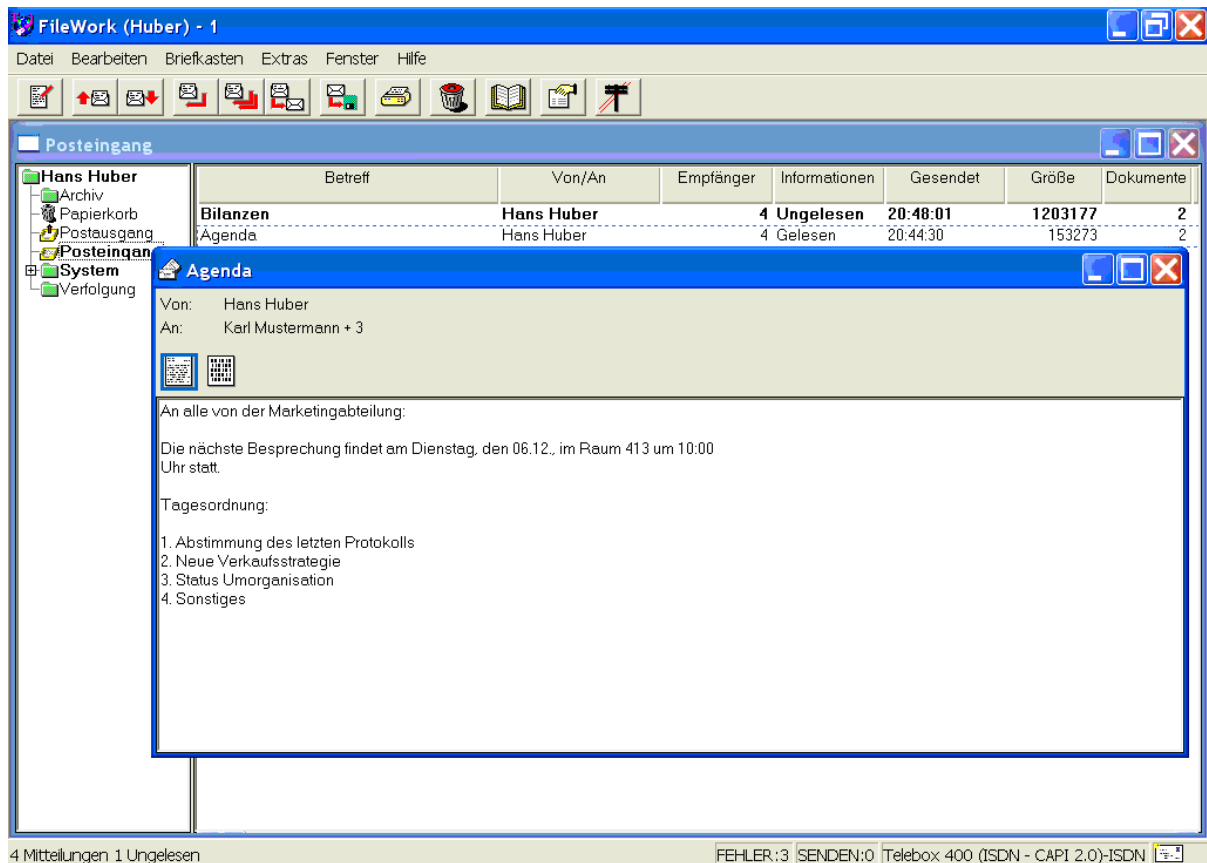 FileWork (Huber) - 1
Datei Bearbeiten Briefkasten Extras Fenster Hilfe
Posteingang
Hans Huber
Archiv
Papierkorb
Postausgang
Posteingan
System
Verfolgung
Betreff Von/An Empfänger Informationen Gesendet Größe Dokumente
Bilanzen Hans Huber 4 Ungelesen 20:48:01 1203177 2
Agenda Hans Huber 4 Gelesen 20:44:30 153273 2
Agenda
Von: Hans Huber
An: Karl Mustermann + 3
An alle von der Marketingabteilung:
Die nächste Besprechung findet am Dienstag, den 06.12., im Raum 413 um 10:00
Uhr statt.
Tagesordnung:
1. Abstimmung des letzten Protokolls
2. Neue Verkaufsstrategie
3. Status Umorganisation
4. Sonstiges
4 Mitteilungen 1 Ungelesen FEHLER:3 SENDEN:0 Telebox 400 (ISDN - CAPI 2.0)-ISDN